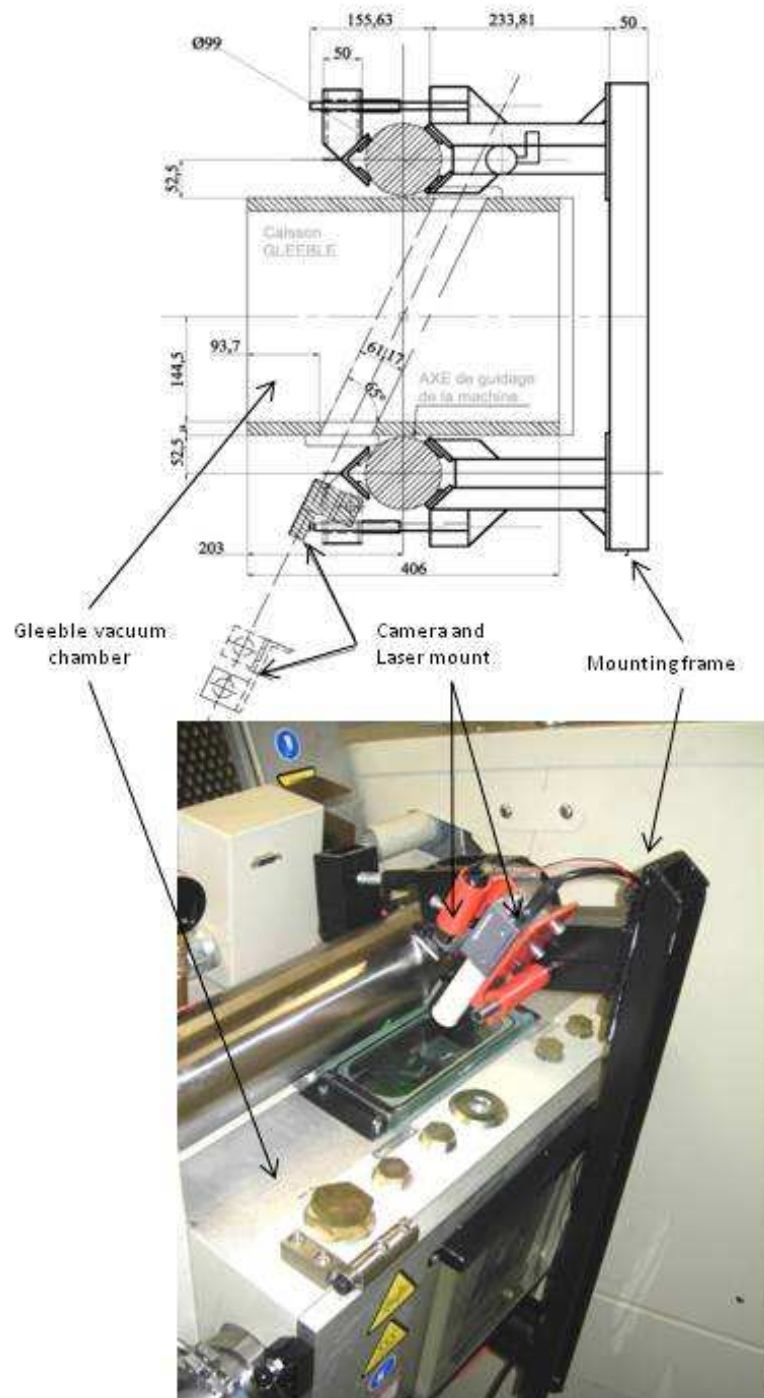 155,63
233,81
50
Ø99
50
52,5
Caisson
GLEEBLE
93,7
61,17
144,5
65°
AXE de guidage
de la machine
52,5
203
406
Gleeble vacuum
chamber
Camera and
Laser mount
Mounting frame